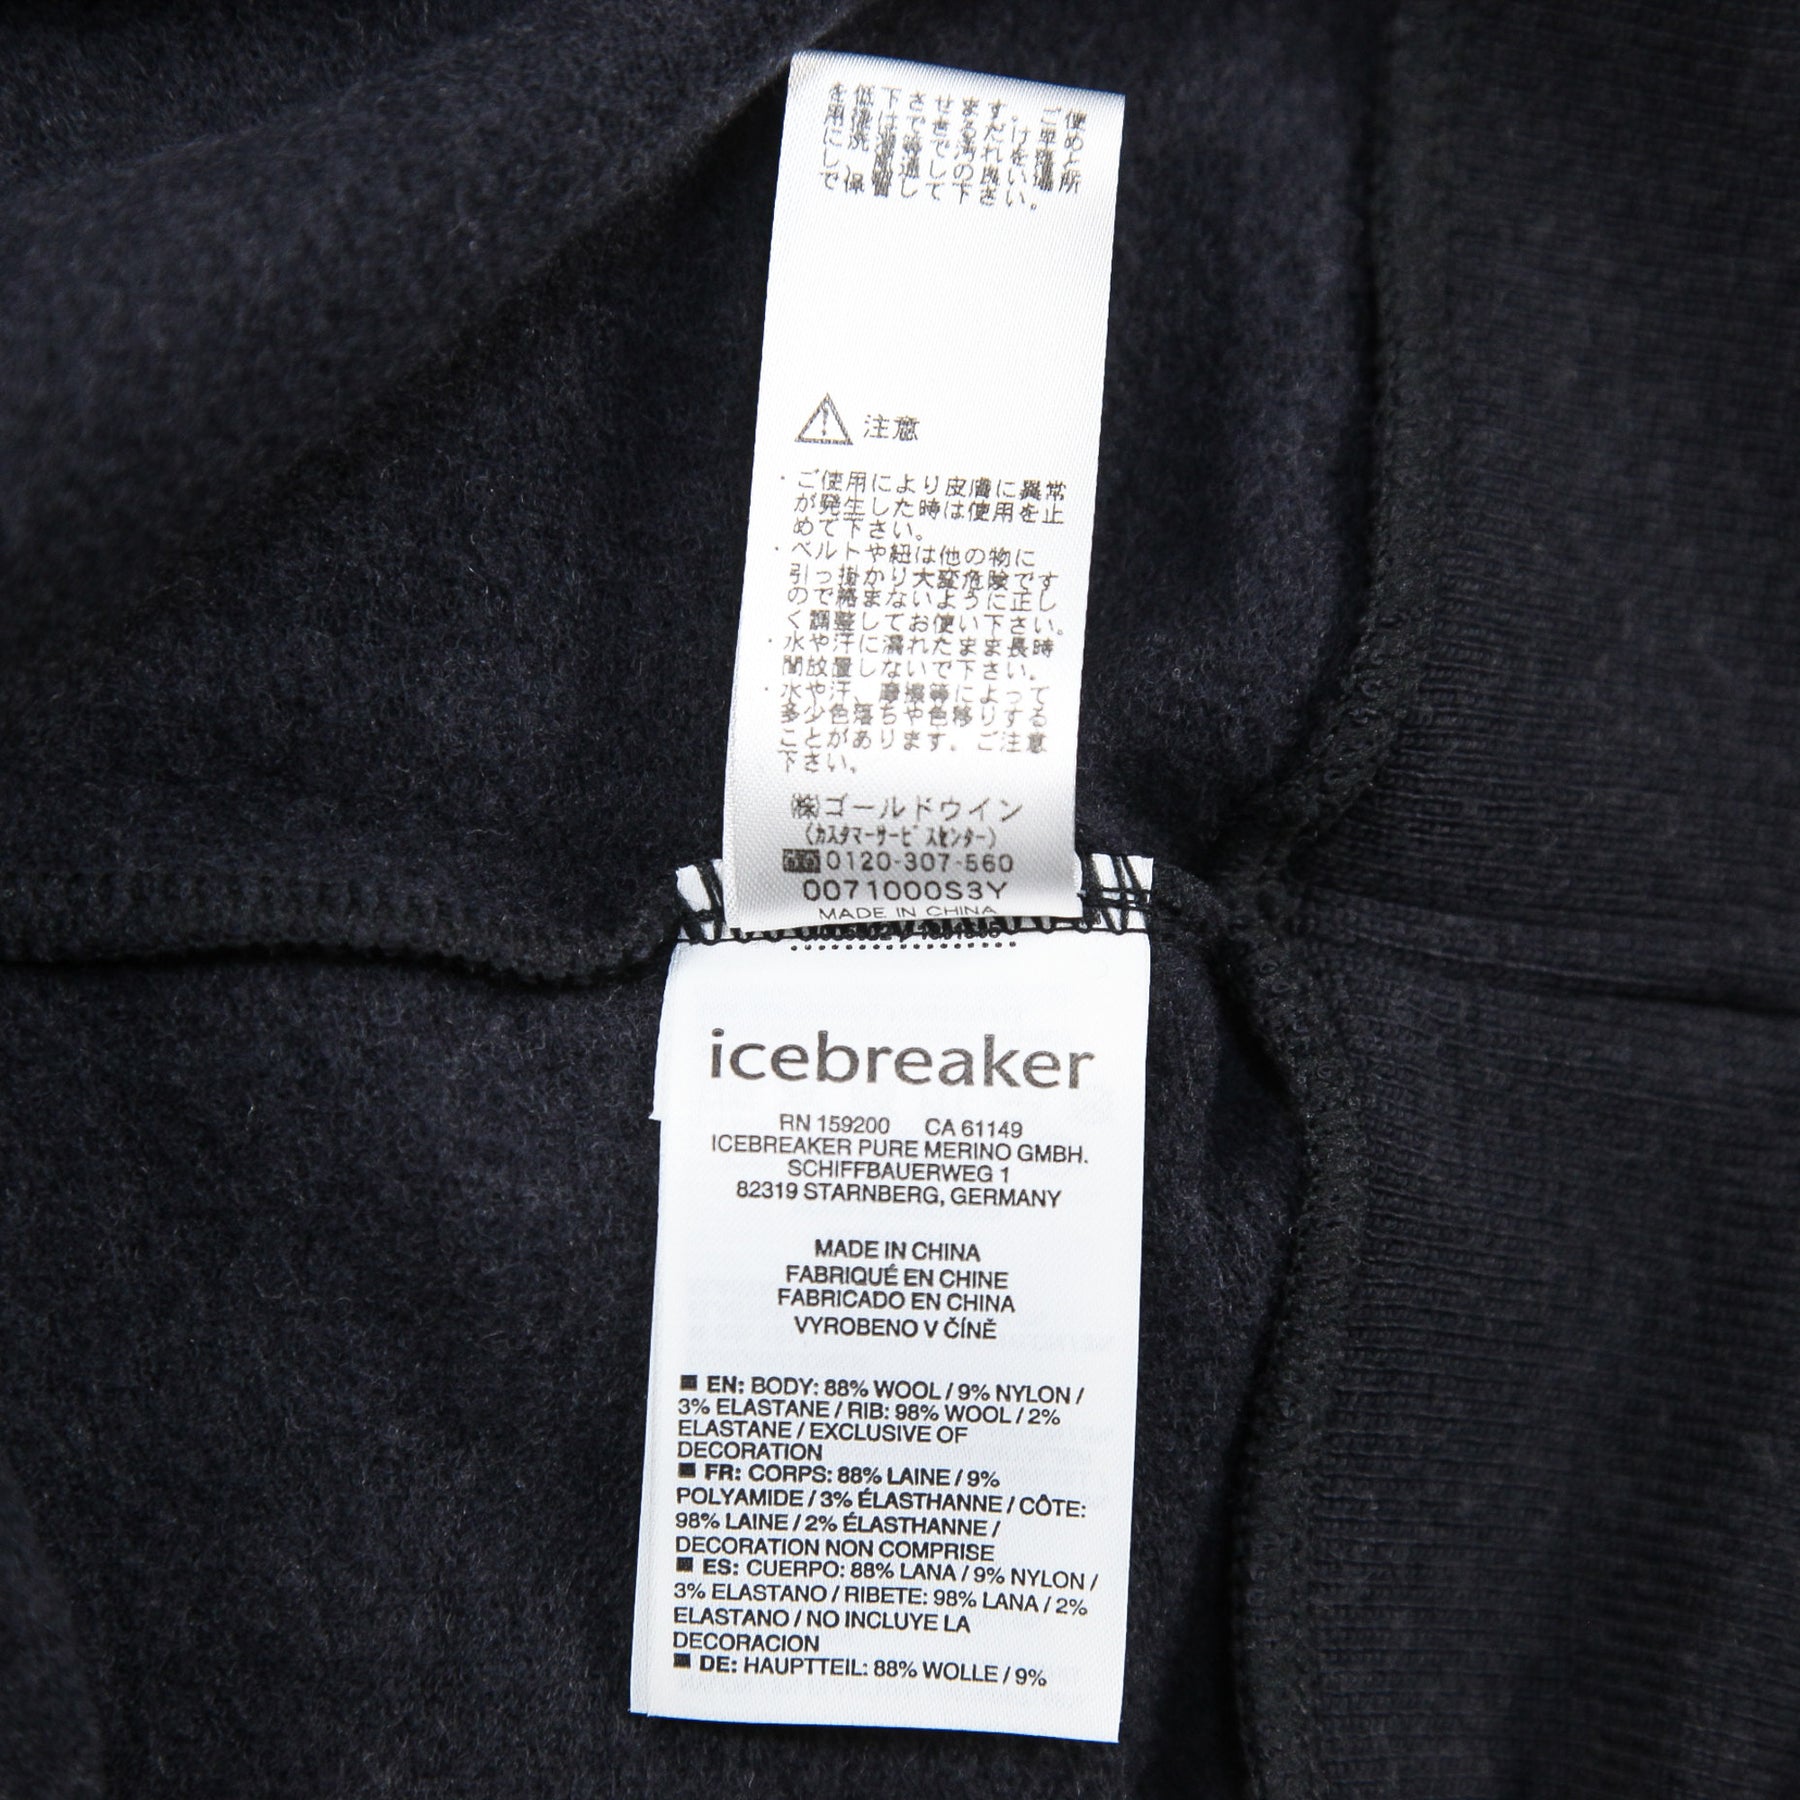 注意
・ご使用により皮膚に異常
が発生した時は使用を止
めて下さい。
・ベルトや紐は他の物に
引っ掛かり大変危険です
ので絡まないように正し
く調整してお使い下さい。
・水や汗に濡れたまま長時
間放置しないで下さい。
・水や汗、摩擦等によって
多少色落ちや色移りする
ことがあります。ご注意
下さい。
㈱ゴールドウイン
(カスタマーサービスセンター)
0120-307-560
0071000S3Y
MADE IN CHINA
icebreaker
RN 159200 CA 61149
ICEBREAKER PURE MERINO GMBH.
SCHIFFBAUERWEG 1
82319 STARNBERG, GERMANY
MADE IN CHINA
FABRIQUÉ EN CHINE
FABRICADO EN CHINA
VYROBENO V ČÍNĚ
■ EN: BODY: 88% WOOL / 9% NYLON /
3% ELASTANE / RIB: 98% WOOL / 2%
ELASTANE / EXCLUSIVE OF
DECORATION
■ FR: CORPS: 88% LAINE / 9%
POLYAMIDE / 3% ÉLASTHANNE / CÔTE:
98% LAINE / 2% ÉLASTHANNE /
DECORATION NON COMPRISE
■ ES: CUERPO: 88% LANA / 9% NYLON /
3% ELASTANO / RIBETE: 98% LANA / 2%
ELASTANO / NO INCLUYE LA
DECORACION
■ DE: HAUPTTEIL: 88% WOLLE / 9%